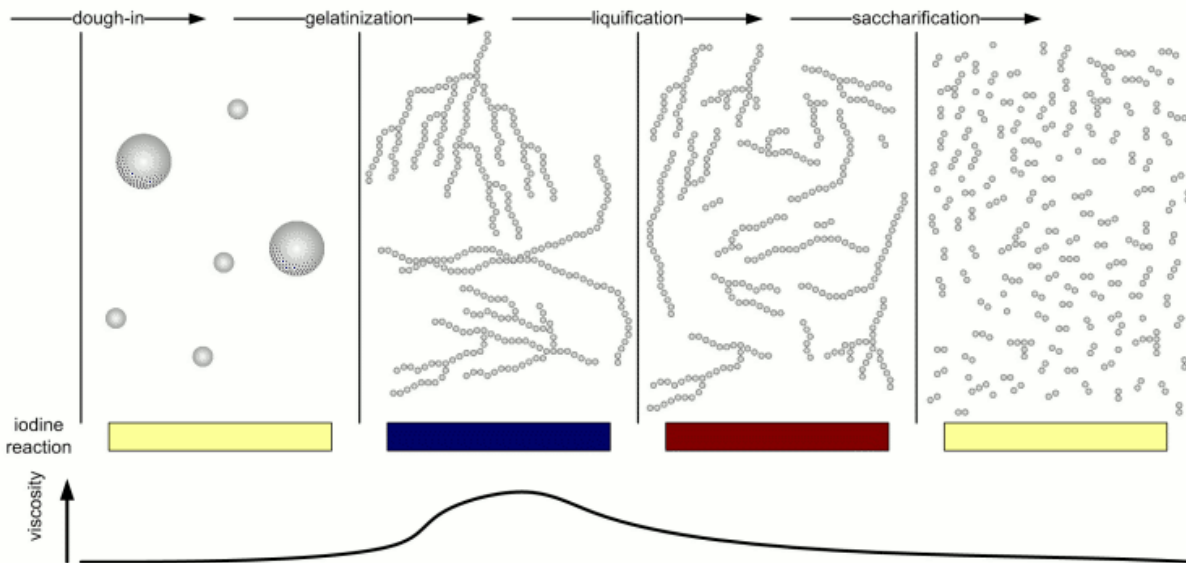 dough-in
gelatinization
liquification
saccharification
iodine
reaction
viscosity